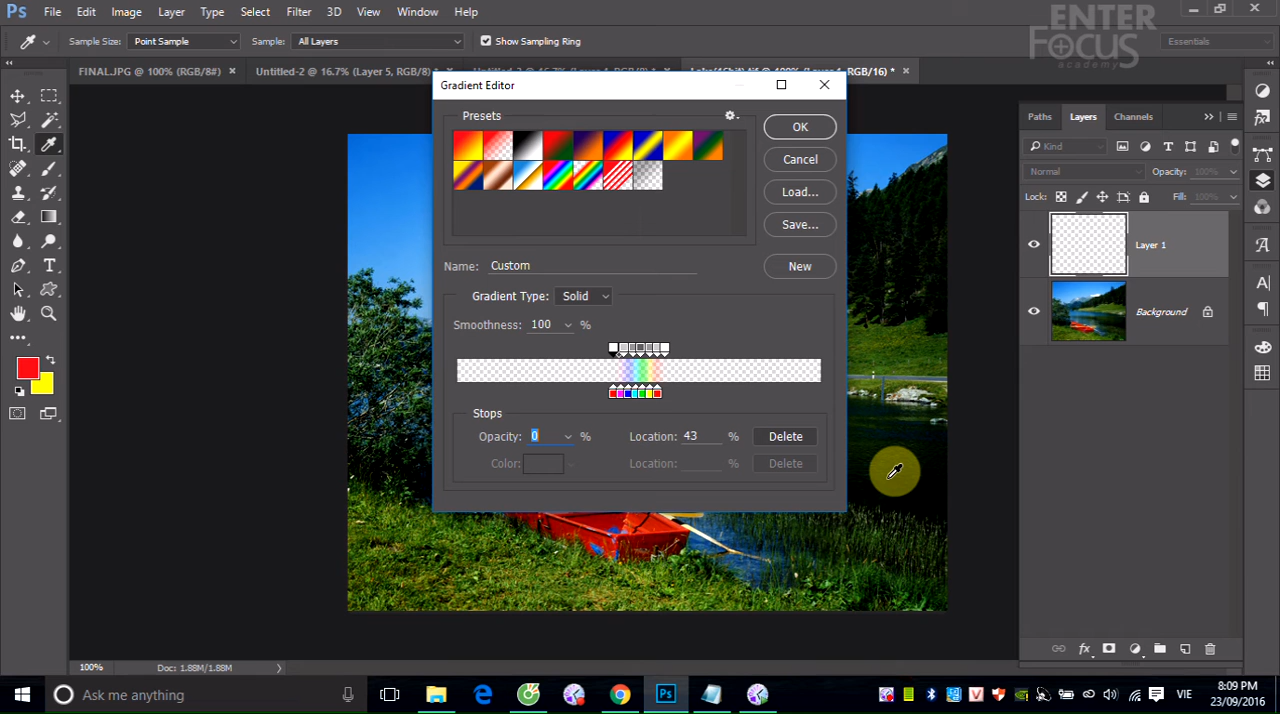 Ps File Edit Image Layer Type Select Filter 3D View Window Help
ENTER
FOCUS
academy
Sample Size: Point Sample Sample: All Layers Show Sampling Ring Essentials
FINAL.JPG @ 100% (RGB/8#) × Untitled-2 @ 16.7% (Layer 5, RGB/8) *
RGB/16) * ×
Gradient Editor
Presets
OK
Cancel
Load...
Save...
New
Name: Custom
Gradient Type: Solid
Smoothness: 100 %
Stops
Opacity: 0 % Location: 43 % Delete
Color: Location: % Delete
Paths Layers Channels
Kind
Normal Opacity: 100%
Lock: Fill: 100%
Layer 1
Background
100% Doc: 1.88M/1.88M
Ask me anything
Ps
VIE
8:09 PM
23/09/2016